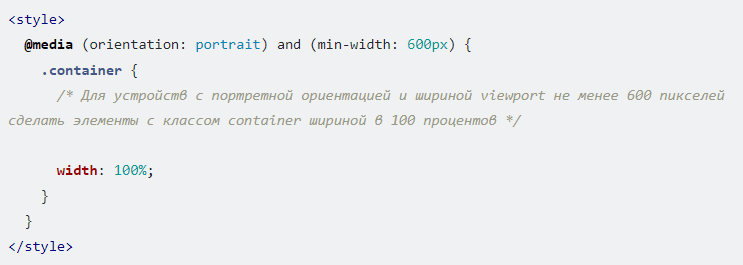 <style>
@media (orientation: portrait) and (min-width: 600px) {
.container {
/* Для устройств с портретной ориентацией и шириной viewport не менее 600 пикселей
сделать элементы с классом container шириной в 100 процентов */
width: 100%;
}
}
</style>